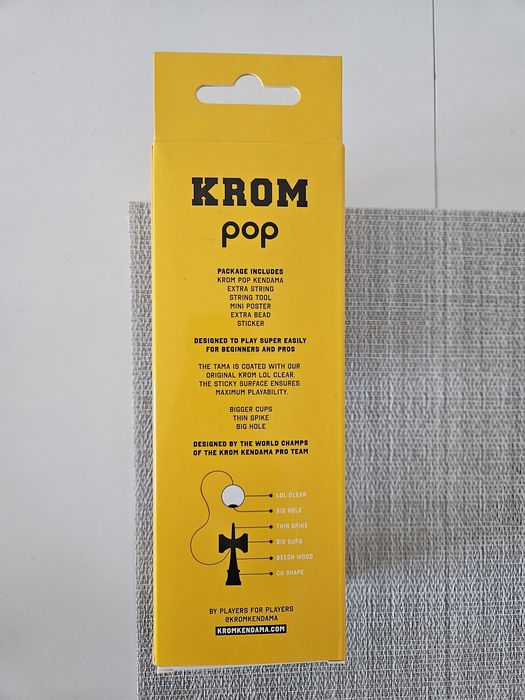 KROM
pop
PACKAGE INCLUDES
KROM POP KENDAMA
EXTRA STRING
STRING TOOL
MINI POSTER
EXTRA BEAD
STICKER
DESIGNED TO PLAY SUPER EASILY
FOR BEGINNERS AND PROS
THE TAMA IS COATED WITH OUR
ORIGINAL KROM LOL CLEAR.
THE STICKY SURFACE ENSURES
MAXIMUM PLAYABILITY.
BIGGER CUPS
THIN SPIKE
BIG HOLE
DESIGNED BY THE WORLD CHAMPS
OF THE KROM KENDAMA PRO TEAM
LOL CLEAR
BIG HOLE
THIN SPIKE
BIG CUPS
BEECH WOOD
CK SHAPE
BY PLAYERS FOR PLAYERS
@KROMKENDAMA
KROMKENDAMA.COM